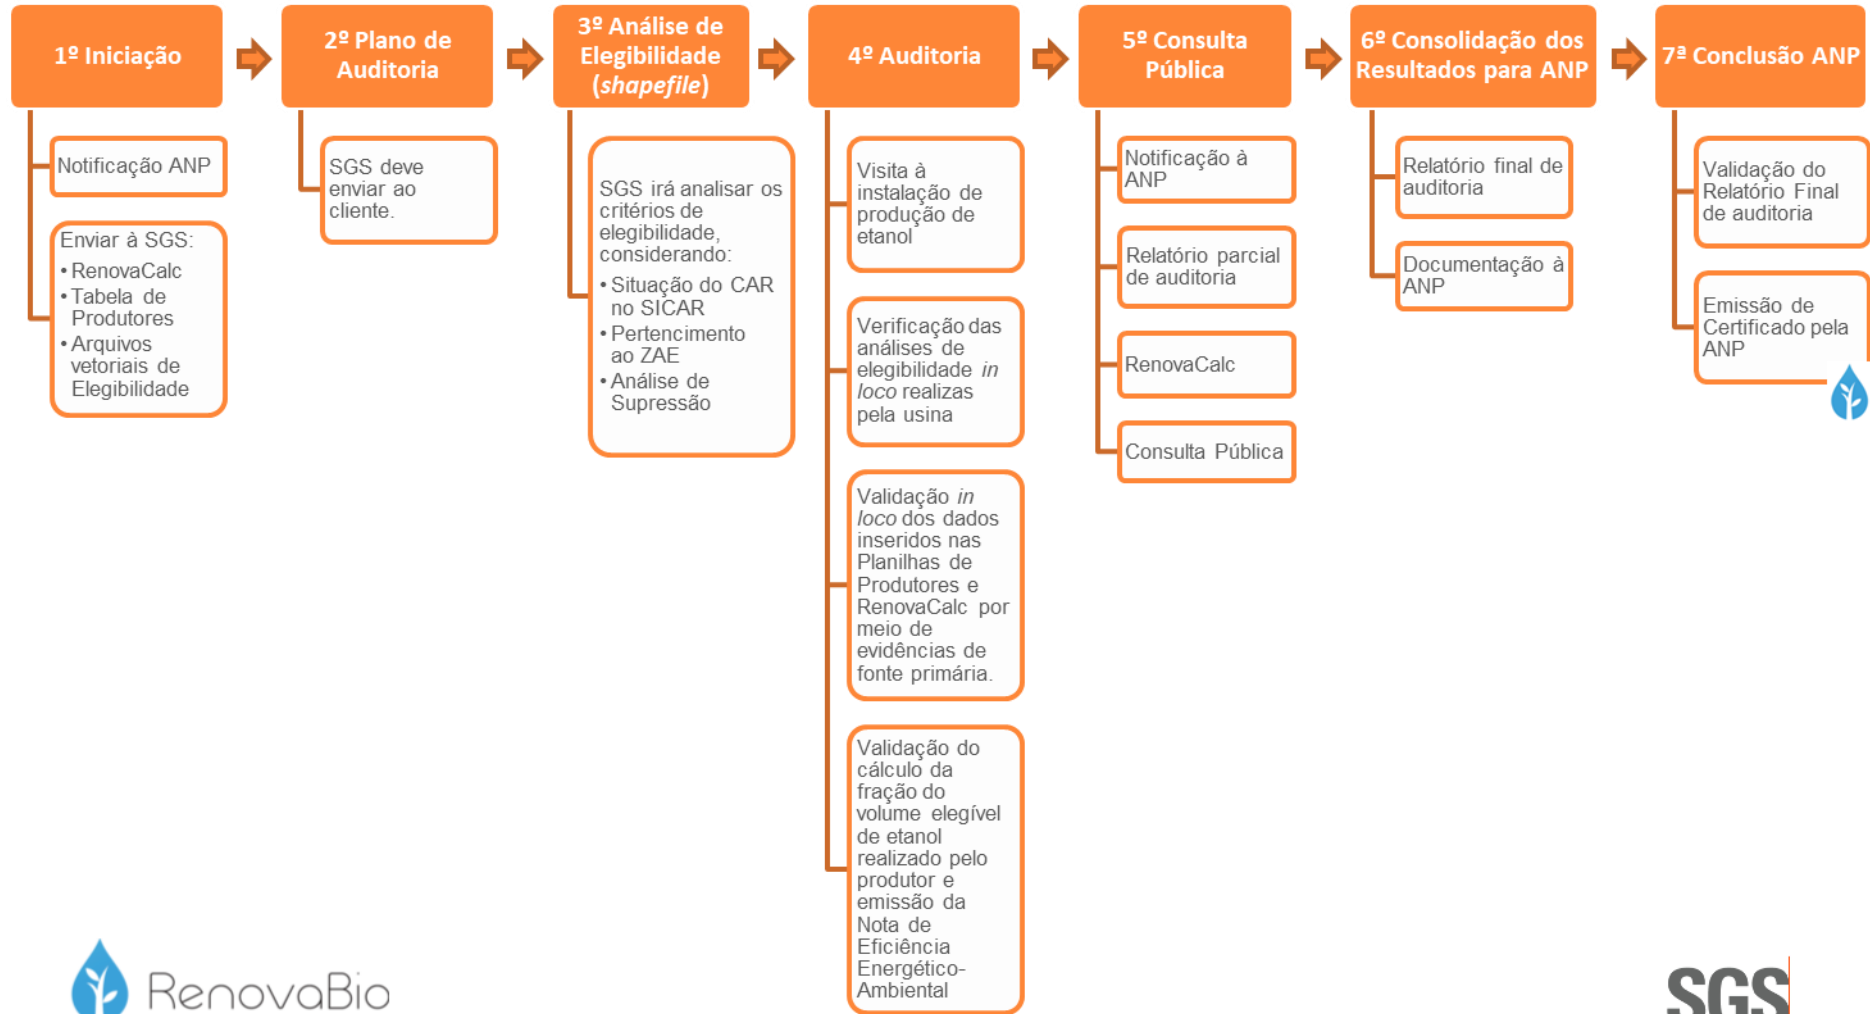 1º Iniciação
Notificação ANP
Enviar à SGS:
• RenovaCalc
• Tabela de
Produtores
• Arquivos
vetoriais de
Elegibilidade
2º Plano de
Auditoria
SGS deve
enviar ao
cliente.
3º Análise de
Elegibilidade
(shapefile)
SGS irá analisar os
critérios de
elegibilidade,
considerando:
• Situação do CAR
no SICAR
• Pertencimento
ao ZAE
• Análise de
Supressão
4º Auditoria
Visita à
instalação de
produção de
etanol
Verificação das
análises de
elegibilidade in
loco realizas
pela usina
Validação in
loco dos dados
inseridos nas
Planilhas de
Produtores e
RenovaCalc por
meio de
evidências de
fonte primária.
Validação do
cálculo da
fração do
volume elegível
de etanol
realizado pelo
produtor e
emissão da
Nota de
Eficiência
Energético-
Ambiental
5º Consulta
Pública
Notificação à
ANP
Relatório parcial
de auditoria
RenovaCalc
Consulta Pública
6º Consolidação dos
Resultados para ANP
Relatório final de
auditoria
Documentação à
ANP
7ª Conclusão ANP
Validação do
Relatório Final
de auditoria
Emissão de
Certificado pela
ANP
RenovaBio
SGS